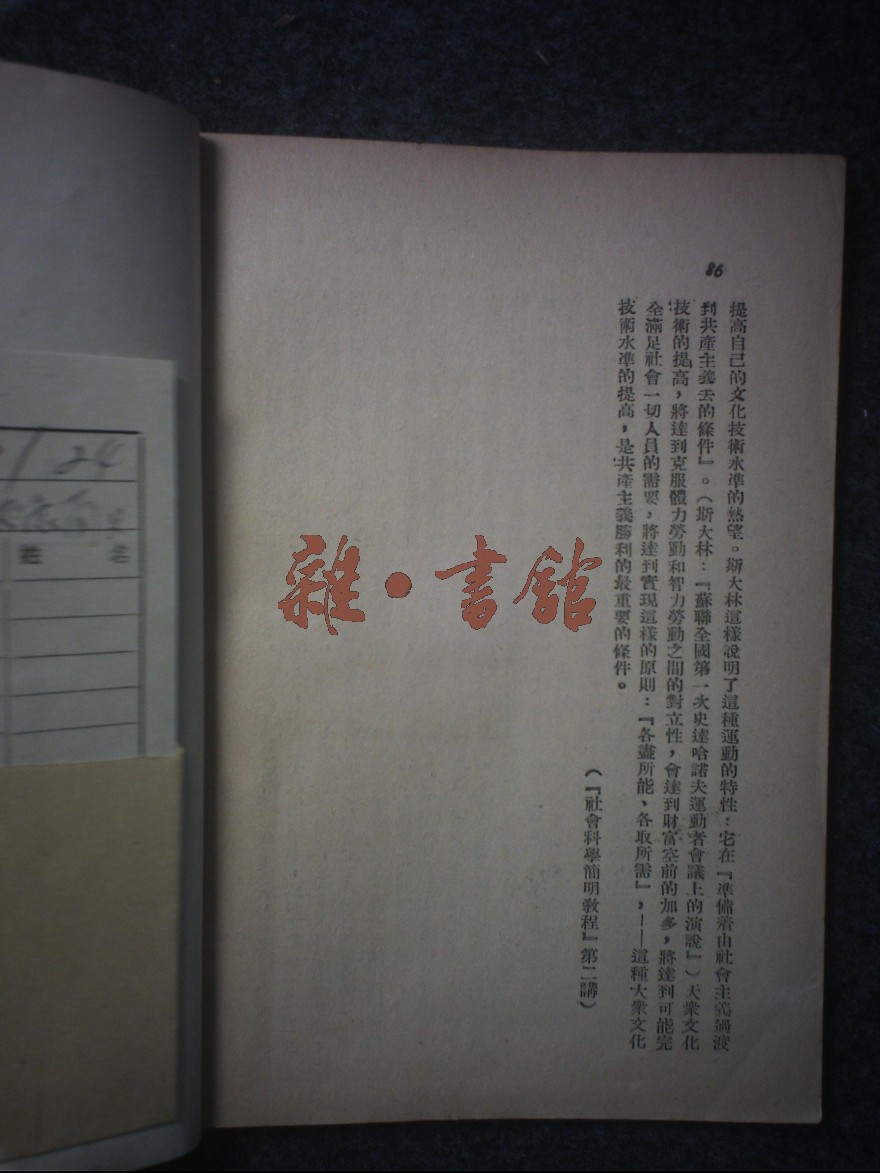 86
提高自己的文化技術水準的熱望。斯大林這樣說明了這種運動的特性：它在『準備着由社會主義過渡
到共產主義去的條件』。（斯大林：『蘇聯全國第一次史達哈諾夫運動者會議上的演說』）大衆文化
技術的提高，將達到克服體力勞動和智力勞動之間的對立性，會達到財富空前的加多，將達到可能完
全滿足社會一切人員的需要，將達到實現這樣的原則：『各盡所能、各取所需』，——這種大衆文化
技術水準的提高，是共產主義勝利的最重要的條件。
（『社會科學簡明教程』第二講）
雜·書館
24
姓名